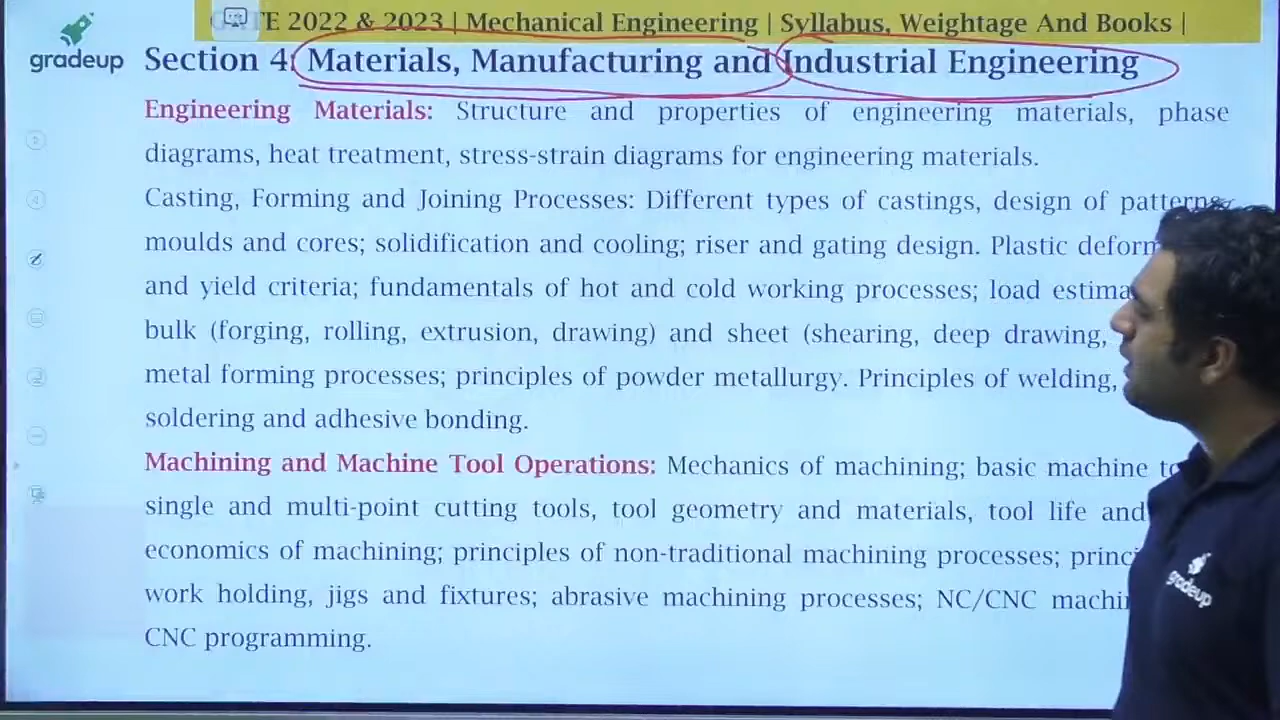 TE 2022 & 2023 | Mechanical Engineering | Syllabus, Weightage And Books |
gradeup
Section 4: Materials, Manufacturing and Industrial Engineering
Engineering Materials: Structure and properties of engineering materials, phase
diagrams, heat treatment, stress-strain diagrams for engineering materials.
Casting, Forming and Joining Processes: Different types of castings, design of patterns,
moulds and cores; solidification and cooling; riser and gating design. Plastic deform
and yield criteria; fundamentals of hot and cold working processes; load estima
bulk (forging, rolling, extrusion, drawing) and sheet (shearing, deep drawing,
metal forming processes; principles of powder metallurgy. Principles of welding,
soldering and adhesive bonding.
Machining and Machine Tool Operations: Mechanics of machining; basic machine to
single and multi-point cutting tools, tool geometry and materials, tool life and
economics of machining; principles of non-traditional machining processes; princi
work holding, jigs and fixtures; abrasive machining processes; NC/CNC machi
CNC programming.
gradeup